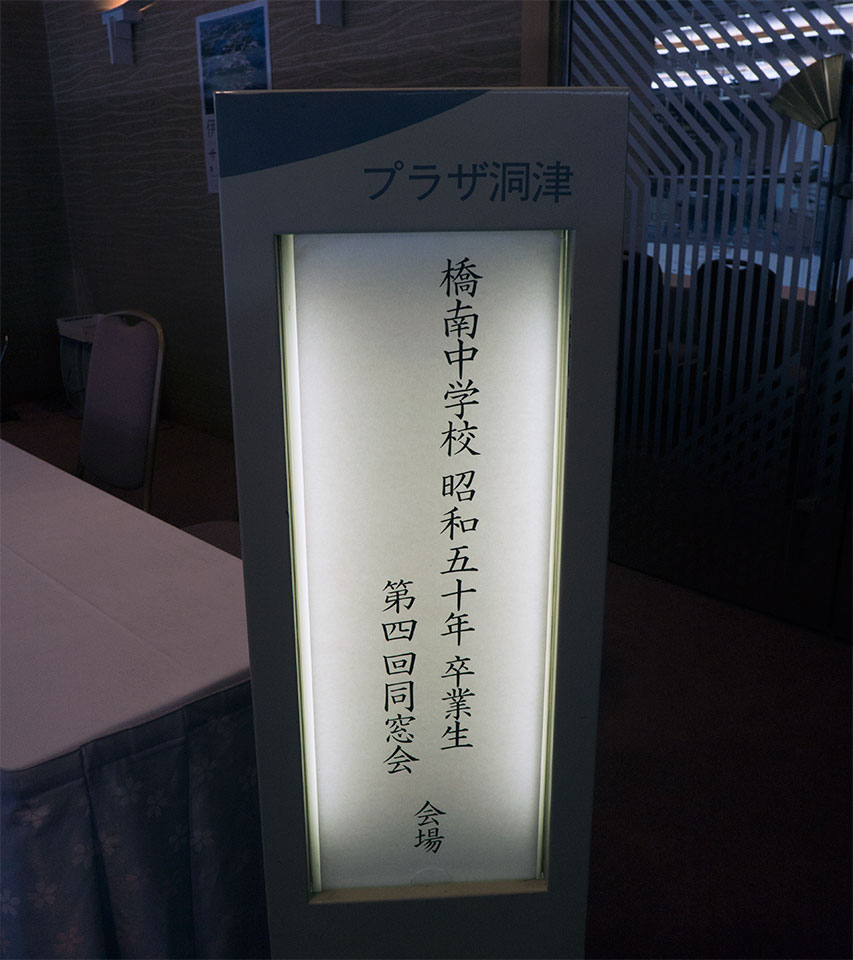 プラザ洞津
橋南中学校 昭和五十年 卒業生
第四回同窓会
会場
伊